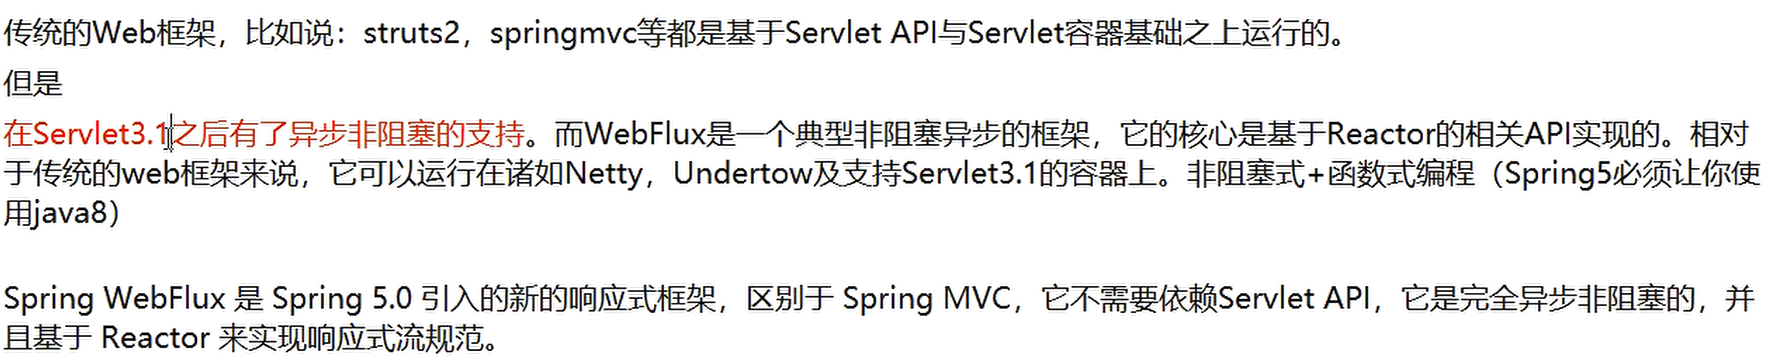 传统的Web框架，比如说：struts2，springmvc等都是基于Servlet API与Servlet容器基础之上运行的。
但是
在Servlet3.1之后有了异步非阻塞的支持。而WebFlux是一个典型非阻塞异步的框架，它的核心是基于Reactor的相关API实现的。相对
于传统的web框架来说，它可以运行在诸如Netty，Undertow及支持Servlet3.1的容器上。非阻塞式+函数式编程（Spring5必须让你使
用java8）
Spring WebFlux 是 Spring 5.0 引入的新的响应式框架，区别于 Spring MVC，它不需要依赖Servlet API，它是完全异步非阻塞的，并
且基于 Reactor 来实现响应式流规范。